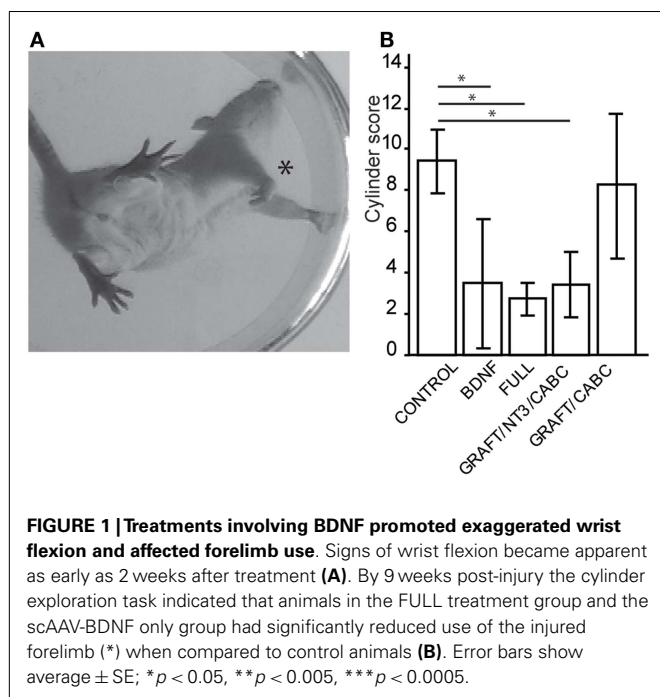 A
*
B
14
12
10
8
6
4
2
0
Cylinder score
*
*
*
CONTROL
BDNF
FULL
GRAFT/NT3/CABC
GRAFT/CABC
FIGURE 1 | Treatments involving BDNF promoted exaggerated wrist
flexion and affected forelimb use. Signs of wrist flexion became apparent
as early as 2 weeks after treatment (A). By 9 weeks post-injury the cylinder
exploration task indicated that animals in the FULL treatment group and the
scAAV-BDNF only group had significantly reduced use of the injured
forelimb (*) when compared to control animals (B). Error bars show
average ± SE; *p < 0.05, **p < 0.005, ***p < 0.0005.